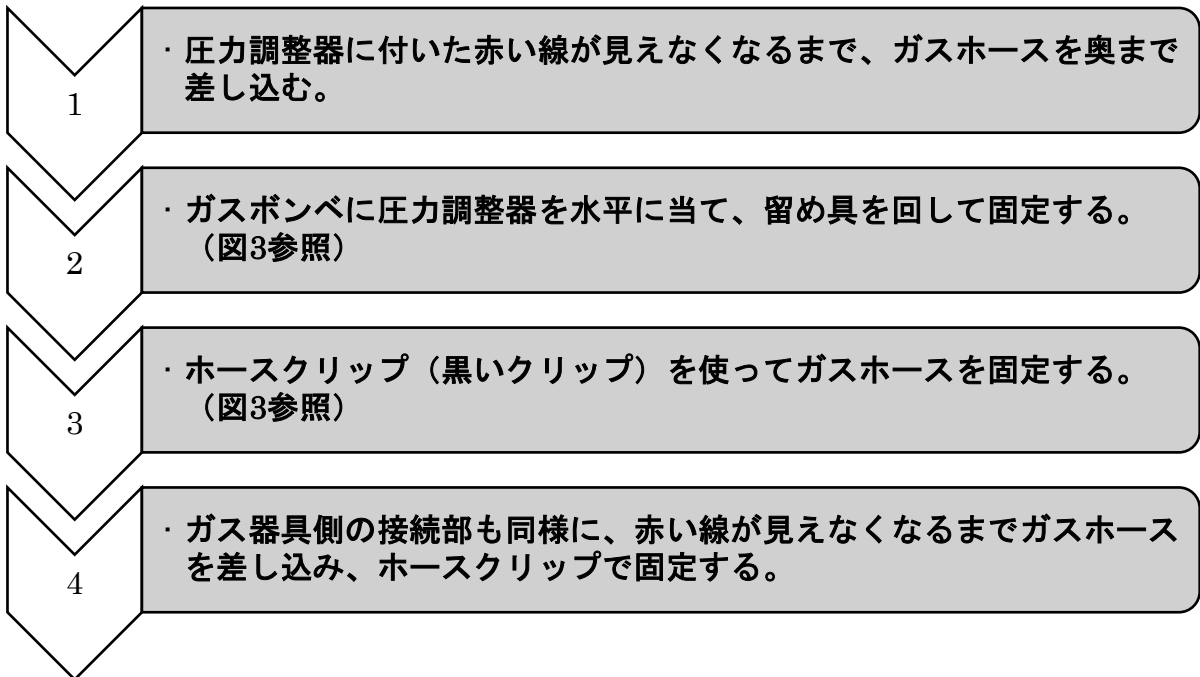 1
・圧力調整器に付いた赤い線が見えなくなるまで、ガスホースを奥まで
差し込む。
2
・ガスボンベに圧力調整器を水平に当て、留め具を回して固定する。
（図3参照）
3
・ホースクリップ（黒いクリップ）を使ってガスホースを固定する。
（図3参照）
4
・ガス器具側の接続部も同様に、赤い線が見えなくなるまでガスホース
を差し込み、ホースクリップで固定する。